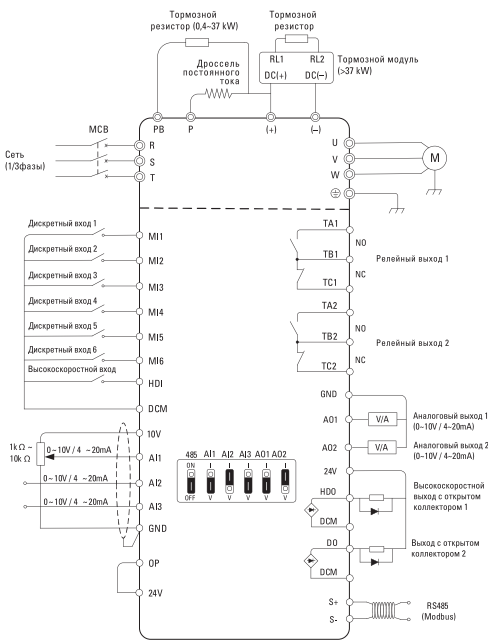 Тормозной
резистор (0,4~37 kW)
Тормозной
резистор
RL1 RL2
DC(+) DC(−)
Тормозной модуль
(>37 kW)
Дроссель
постоянного
тока
PB P (+) (−)
MCB
Сеть
(1/3фазы)
R
S
T
U
V
W
M
Дискретный вход 1
MI1
Дискретный вход 2
MI2
Дискретный вход 3
MI3
Дискретный вход 4
MI4
Дискретный вход 5
MI5
Дискретный вход 6
MI6
Высокоскоростной вход
HDI
DCM
10V
1k Ω ~
10k Ω
0~10V / 4 ~20mA
AI1
0~10V / 4 ~20mA
AI2
0~10V / 4 ~20mA
AI3
GND
OP
24V
485 AI1 AI2 AI3 AO1 AO2
ON I I I I I
OFF V V V V V
TA1
NO
TB1
Релейный выход 1
NC
TC1
TA2
NO
TB2
Релейный выход 2
NC
TC2
GND
AO1
V/A
Аналоговый выход 1
(0~10V / 4~20mA)
AO2
V/A
Аналоговый выход 2
(0~10V / 4~20mA)
24V
HDO
DCM
Высокоскоростной
выход с открытом
коллектором 1
DO
DCM
Выход с открытом
коллектором 2
S+
S-
RS485
(Modbus)